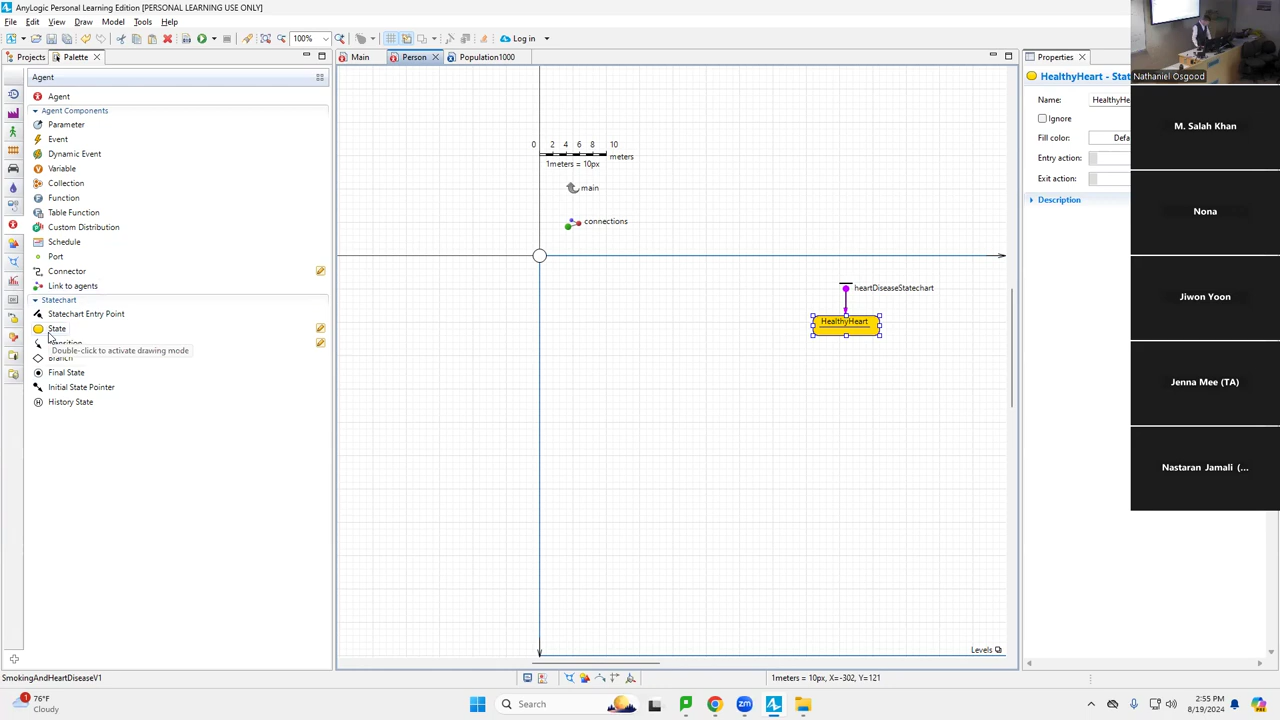 AnyLogic Personal Learning Edition [PERSONAL LEARNING USE ONLY]
File Edit View Draw Model Tools Help
100% Log in
Projects Palette Main Person Population1000 Properties
Agent
Agent
Agent Components
Parameter
Event
Dynamic Event
Variable
Collection
Function
Table Function
Custom Distribution
Schedule
Port
Connector
Link to agents
Statechart
Statechart Entry Point
State
Double-click to activate drawing mode
Branch
Final State
Initial State Pointer
History State
0 2 4 6 8 10
meters
1meters = 10px
main
connections
heartDiseaseStatechart
HealthyHeart
Levels
HealthyHeart - Stat
Name: HealthyHe
Ignore
Fill color: Defa
Entry action:
Exit action:
Description
Nathaniel Osgood
M. Salah Khan
Nona
Jiwon Yoon
Jenna Mee (TA)
Nastaran Jamali (...
SmokingAndHeartDiseaseV1
1meters = 10px, X=-302, Y=121
1
76°F
Cloudy
Search
2:55 PM
8/19/2024